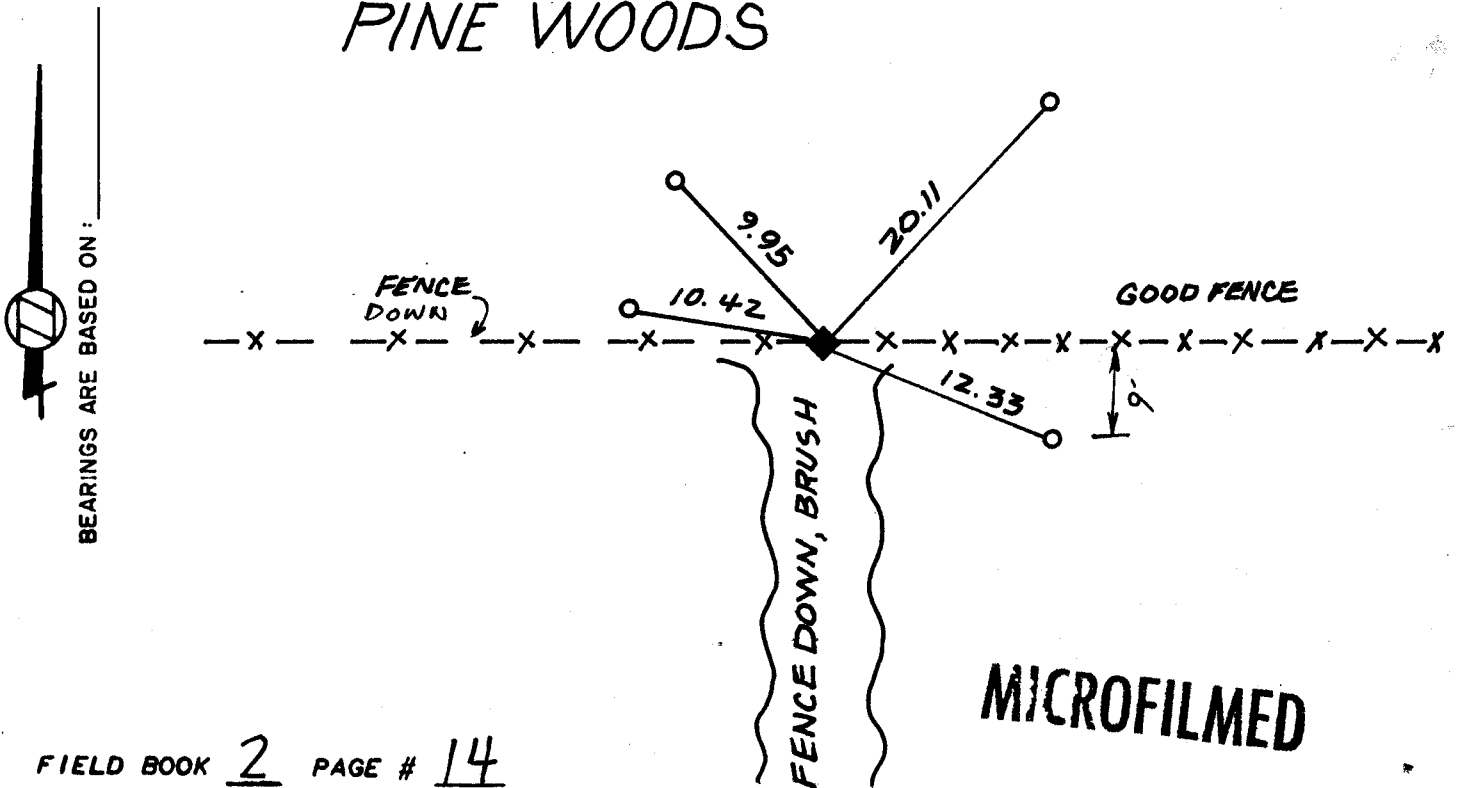 PINE WOODS
BEARINGS ARE BASED ON:
9.95
20.11
FENCE
DOWN
10.42
GOOD FENCE
—x— —x— —x— —x— —x— x—x—x—x—x—x—x—x—x—x
12.33
9'
FENCE DOWN, BRUSH
MICROFILMED
FIELD BOOK 2 PAGE # 14